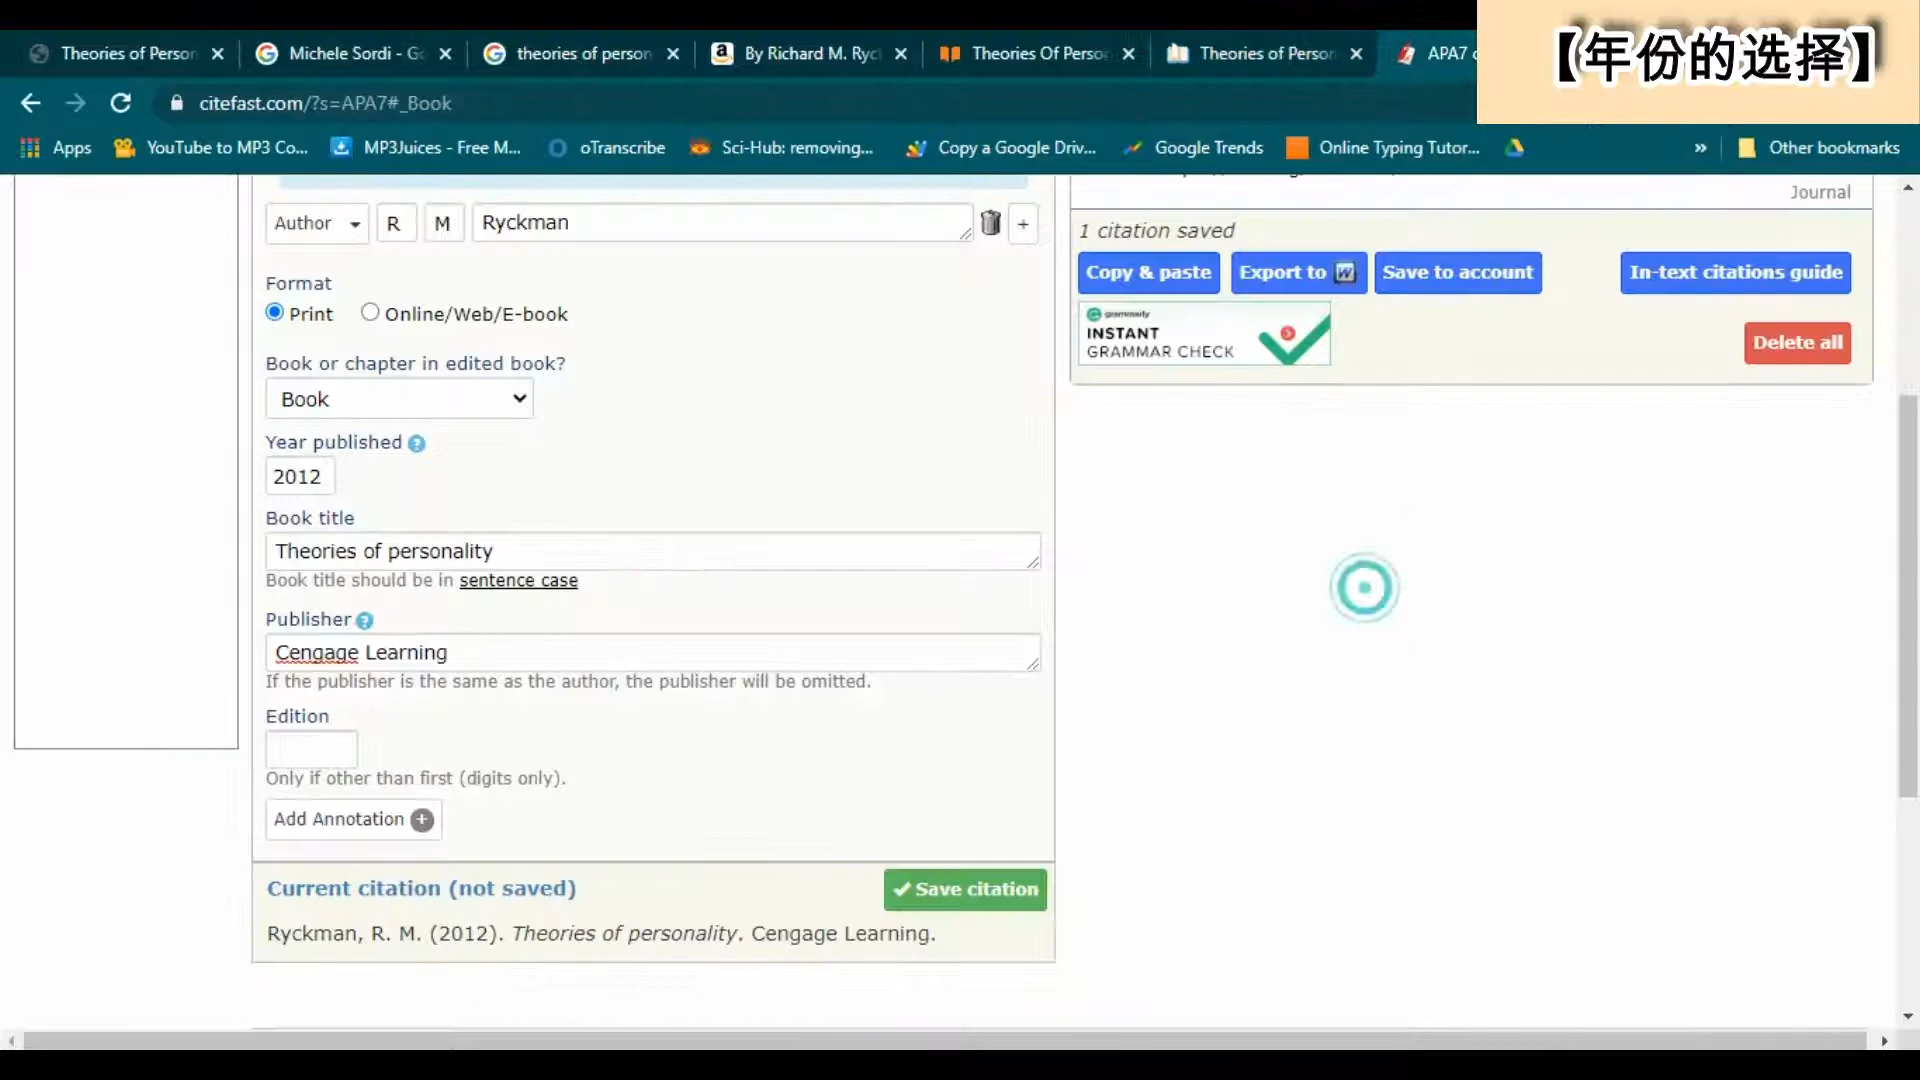 【年份的选择】
Theories of Person
Michele Sordi - Go
theories of person
By Richard M. Ryc
Theories Of Perso
Theories of Person
APA7 c
citefast.com/?s=APA7#_Book
Apps
YouTube to MP3 Co...
MP3Juices - Free M...
oTranscribe
Sci-Hub: removing...
Copy a Google Driv...
Google Trends
Online Typing Tutor...
»
Other bookmarks
Author R M Ryckman +
Format
Print Online/Web/E-book
Book or chapter in edited book?
Book
Year published ?
2012
Book title
Theories of personality
Book title should be in sentence case
Publisher ?
Cengage Learning
If the publisher is the same as the author, the publisher will be omitted.
Edition
Only if other than first (digits only).
Add Annotation +
Current citation (not saved)
Save citation
Ryckman, R. M. (2012). Theories of personality. Cengage Learning.
Journal
1 citation saved
Copy & paste
Export to W
Save to account
In-text citations guide
grammarly
INSTANT
GRAMMAR CHECK
Delete all